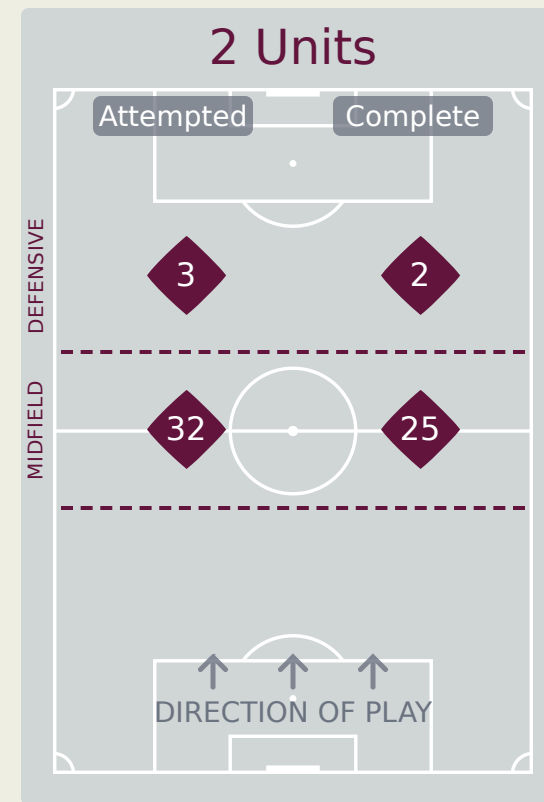 2 Units
Attempted Complete
DEFENSIVE
3 2
MIDFIELD
32 25
DIRECTION OF PLAY